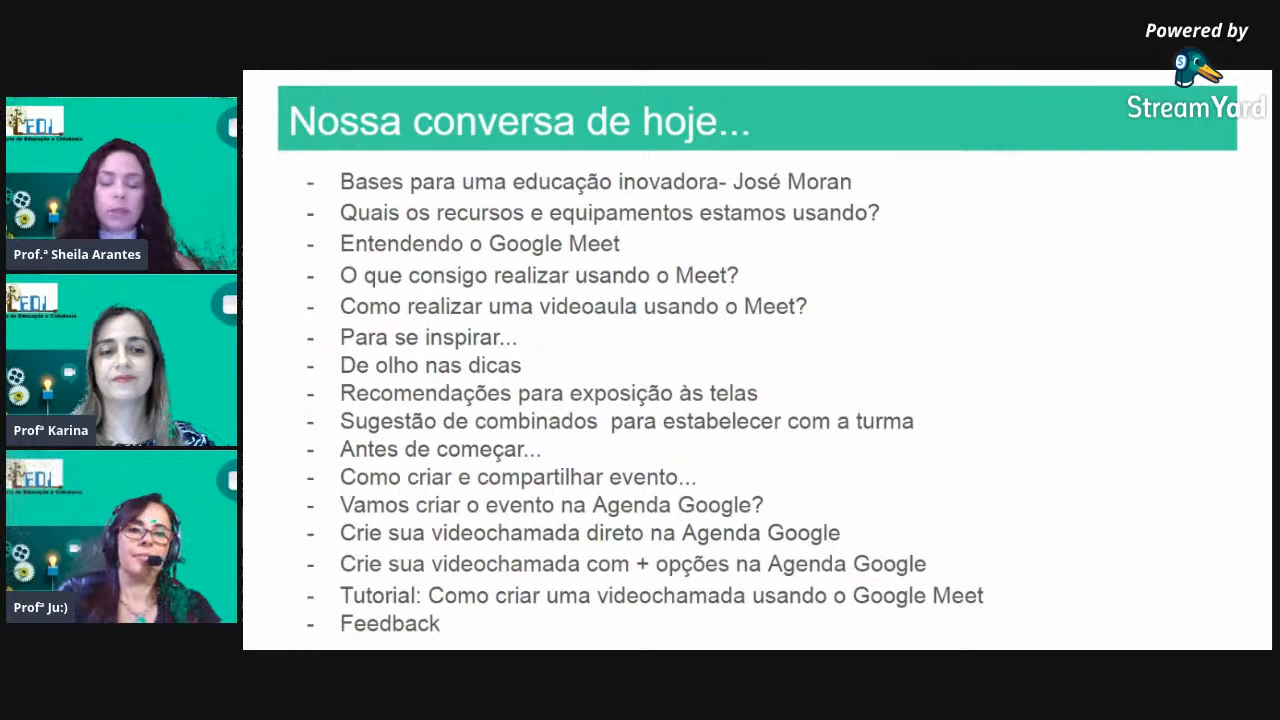 Powered by
StreamYard
Nossa conversa de hoje...
- Bases para uma educação inovadora- José Moran
- Quais os recursos e equipamentos estamos usando?
- Entendendo o Google Meet
- O que consigo realizar usando o Meet?
- Como realizar uma videoaula usando o Meet?
- Para se inspirar...
- De olho nas dicas
- Recomendações para exposição às telas
- Sugestão de combinados  para estabelecer com a turma
- Antes de começar...
- Como criar e compartilhar evento...
- Vamos criar o evento na Agenda Google?
- Crie sua videochamada direto na Agenda Google
- Crie sua videochamada com + opções na Agenda Google
- Tutorial: Como criar uma videochamada usando o Google Meet
- Feedback
Prof.ª Sheila Arantes
Profª Karina
Profª Ju:)
de Educação e Cidadania